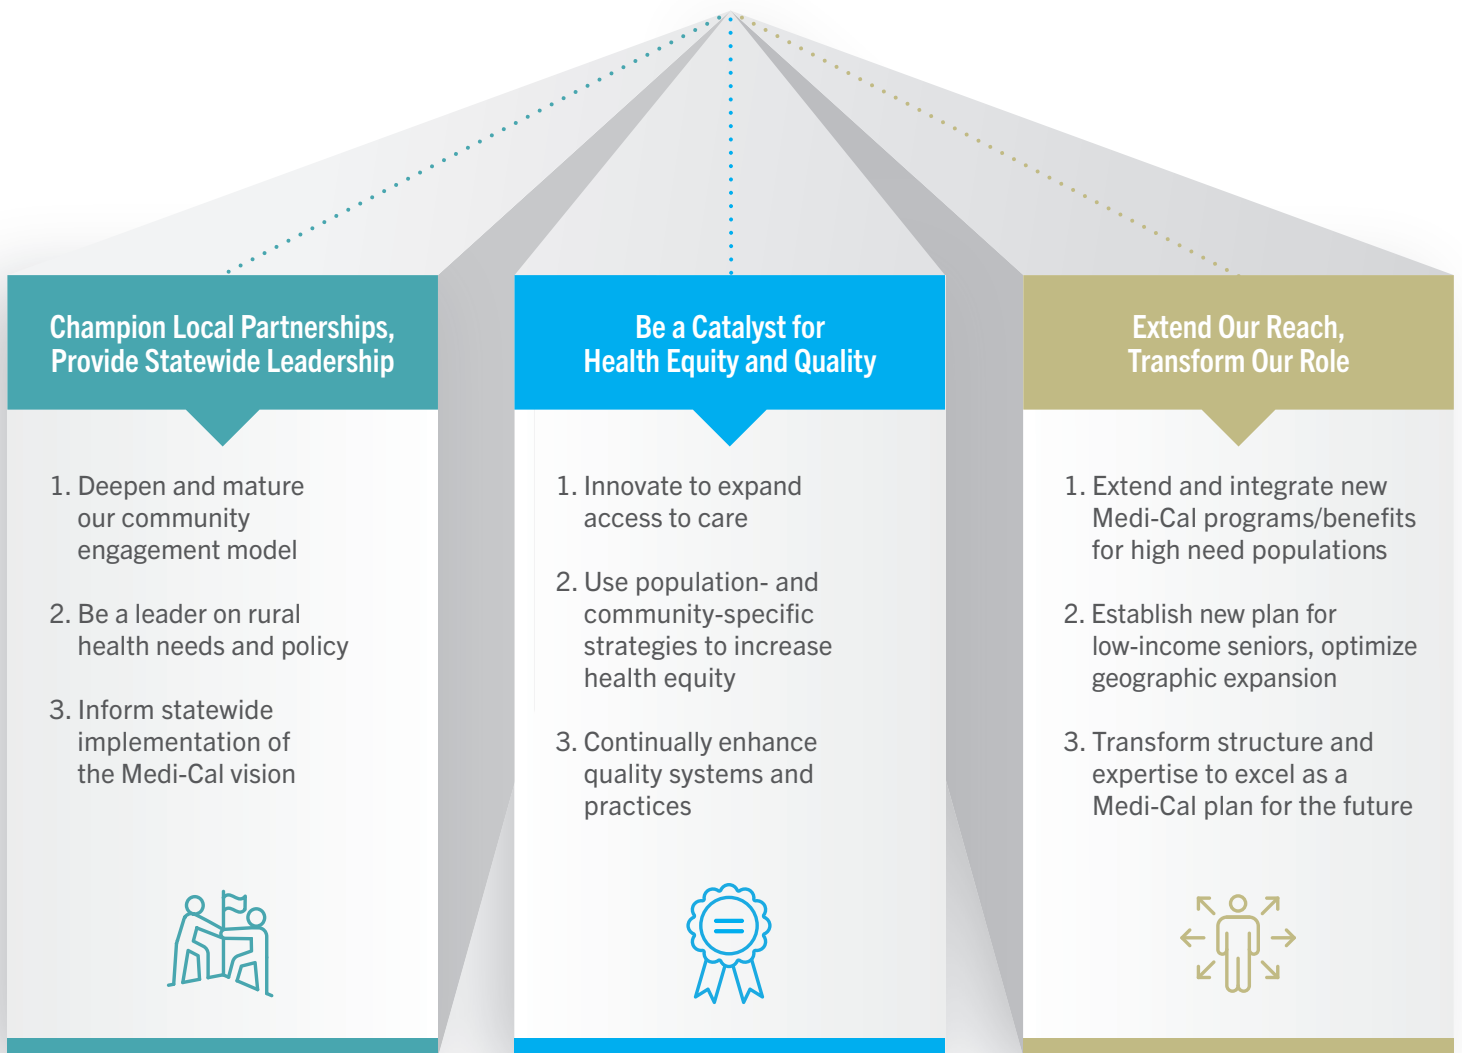 Champion Local Partnerships,
Provide Statewide Leadership
1. Deepen and mature
our community
engagement model
2. Be a leader on rural
health needs and policy
3. Inform statewide
implementation of
the Medi-Cal vision
Be a Catalyst for
Health Equity and Quality
1. Innovate to expand
access to care
2. Use population- and
community-specific
strategies to increase
health equity
3. Continually enhance
quality systems and
practices
Extend Our Reach,
Transform Our Role
1. Extend and integrate new
Medi-Cal programs/benefits
for high need populations
2. Establish new plan for
low-income seniors, optimize
geographic expansion
3. Transform structure and
expertise to excel as a
Medi-Cal plan for the future